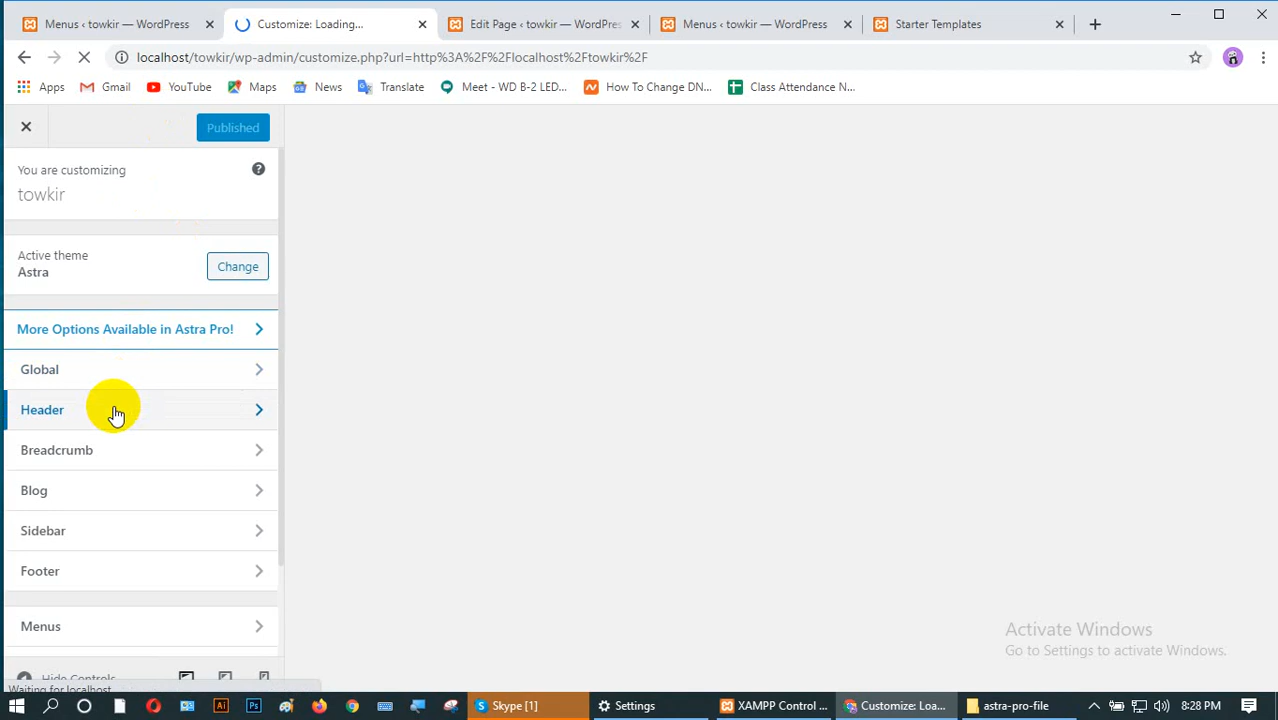 Menus ‹ towkir — WordPress
Customize: Loading...
Edit Page ‹ towkir — WordPres
Menus ‹ towkir — WordPress
Starter Templates
localhost/towkir/wp-admin/customize.php?url=http%3A%2F%2Flocalhost%2Ftowkir%2F
Apps
Gmail
YouTube
Maps
News
Translate
Meet - WD B-2 LED...
How To Change DN...
Class Attendance N...
Published
You are customizing
towkir
Active theme
Astra
Change
More Options Available in Astra Pro!
Global
Header
Breadcrumb
Blog
Sidebar
Footer
Menus
Hide Controls
Waiting for localhost
Activate Windows
Go to Settings to activate Windows.
Ai
Ps
Skype [1]
Settings
XAMPP Control ...
Customize: Loa...
astra-pro-file
8:28 PM